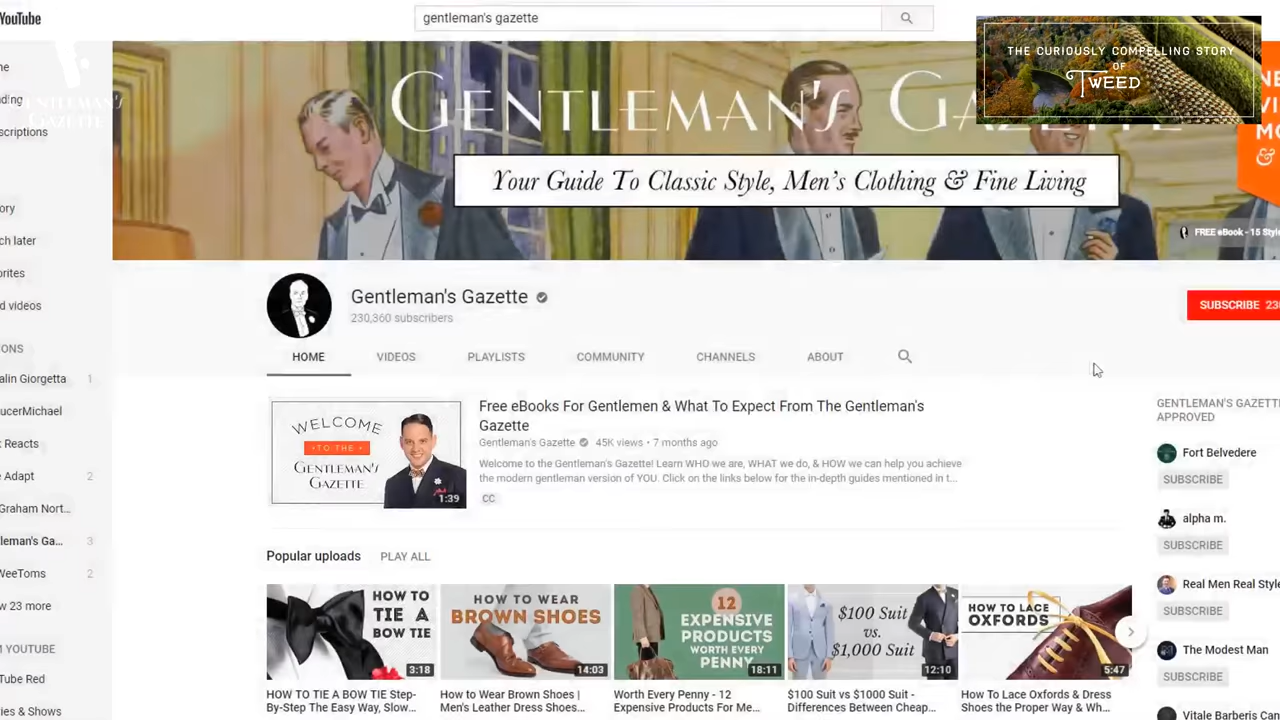 YouTube
gentleman's gazette
THE CURIOUSLY COMPELLING STORY
OF
TWEED
GENTLEMAN'S
GAZETTE
GENTLEMAN'S GA
Your Guide To Classic Style, Men's Clothing & Fine Living
NE
VI
MO
&
FREE eBook - 15 Style
me
ding
scriptions
ory
ch later
orites
d videos
IONS
alin Giorgetta 1
ucerMichael
t Reacts
e Adapt 2
Graham Nort...
leman's Ga... 3
WeeToms 2
w 23 more
M YOUTUBE
Tube Red
ies & Shows
Gentleman's Gazette
230,360 subscribers
SUBSCRIBE 23
HOME VIDEOS PLAYLISTS COMMUNITY CHANNELS ABOUT
WELCOME
• TO THE •
GENTLEMAN'S
GAZETTE
1:39
Free eBooks For Gentlemen & What To Expect From The Gentleman's
Gazette
Gentleman's Gazette 45K views • 7 months ago
Welcome to the Gentleman's Gazette! Learn WHO we are, WHAT we do, & HOW we can help you achieve
the modern gentleman version of YOU. Click on the links below for the in-depth guides mentioned in t...
CC
GENTLEMAN'S GAZETTE
APPROVED
Fort Belvedere
SUBSCRIBE
alpha m.
SUBSCRIBE
Real Men Real Style
SUBSCRIBE
The Modest Man
SUBSCRIBE
Vitale Barberis Can
Popular uploads PLAY ALL
HOW TO
TIE A
BOW TIE
3:18
HOW TO WEAR
BROWN SHOES
14:03
12
EXPENSIVE
PRODUCTS
WORTH EVERY
PENNY
18:11
$100 Suit
vs.
$1,000 Suit
12:10
HOW TO LACE
OXFORDS
5:47
HOW TO TIE A BOW TIE Step-
By-Step The Easy Way, Slow...
How to Wear Brown Shoes |
Men's Leather Dress Shoes...
Worth Every Penny - 12
Expensive Products For Me...
$100 Suit vs $1000 Suit -
Differences Between Cheap...
How To Lace Oxfords & Dress
Shoes the Proper Way & Wh...